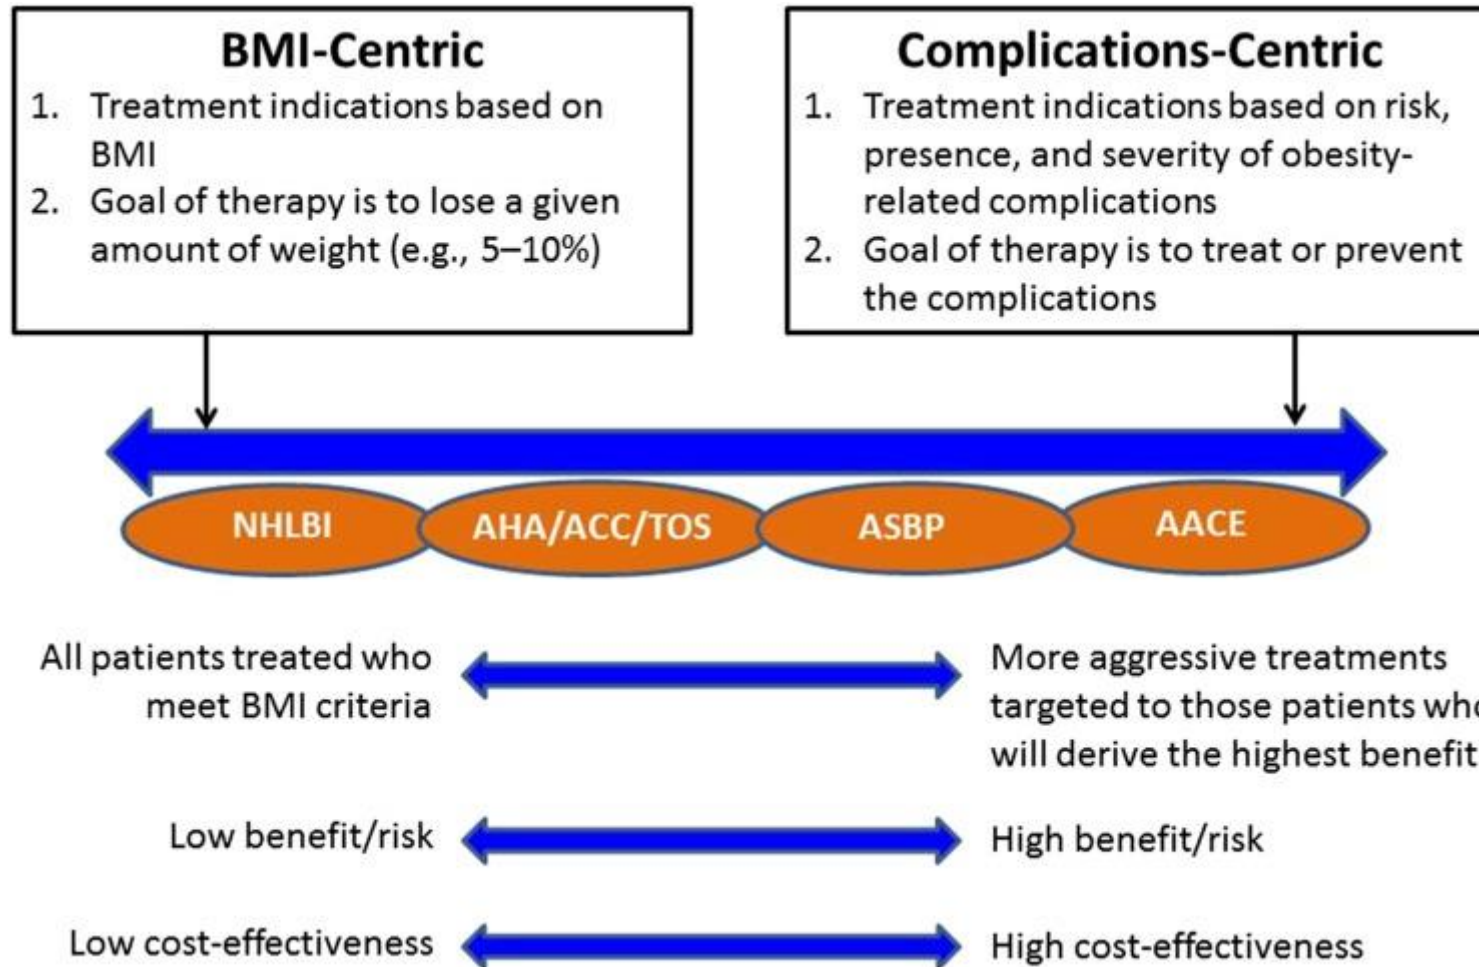 BMI-Centric
1. Treatment indications based on
BMI
2. Goal of therapy is to lose a given
amount of weight (e.g., 5–10%)
Complications-Centric
1. Treatment indications based on risk,
presence, and severity of obesity-
related complications
2. Goal of therapy is to treat or prevent
the complications
NHLBI
AHA/ACC/TOS
ASBP
AACE
All patients treated who
meet BMI criteria
More aggressive treatments
targeted to those patients who
will derive the highest benefit
Low benefit/risk
High benefit/risk
Low cost-effectiveness
High cost-effectiveness